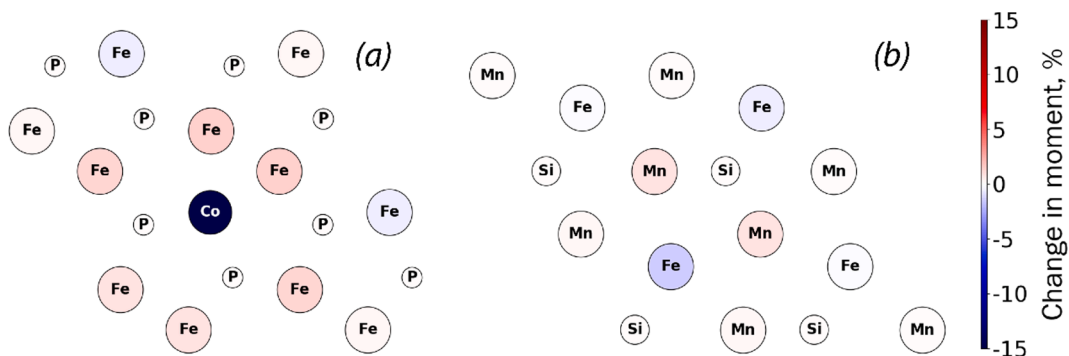 (a)
Fe Fe
P P
P P
Fe Fe
Fe Fe
Co Fe
P P
P P
Fe Fe
Fe Fe
(b)
Mn Mn
Fe Fe
Si Mn Si Mn
Mn Mn
Fe Fe
Si Mn Si Mn
15
10
5
0
-5
-10
-15
Change in moment, %